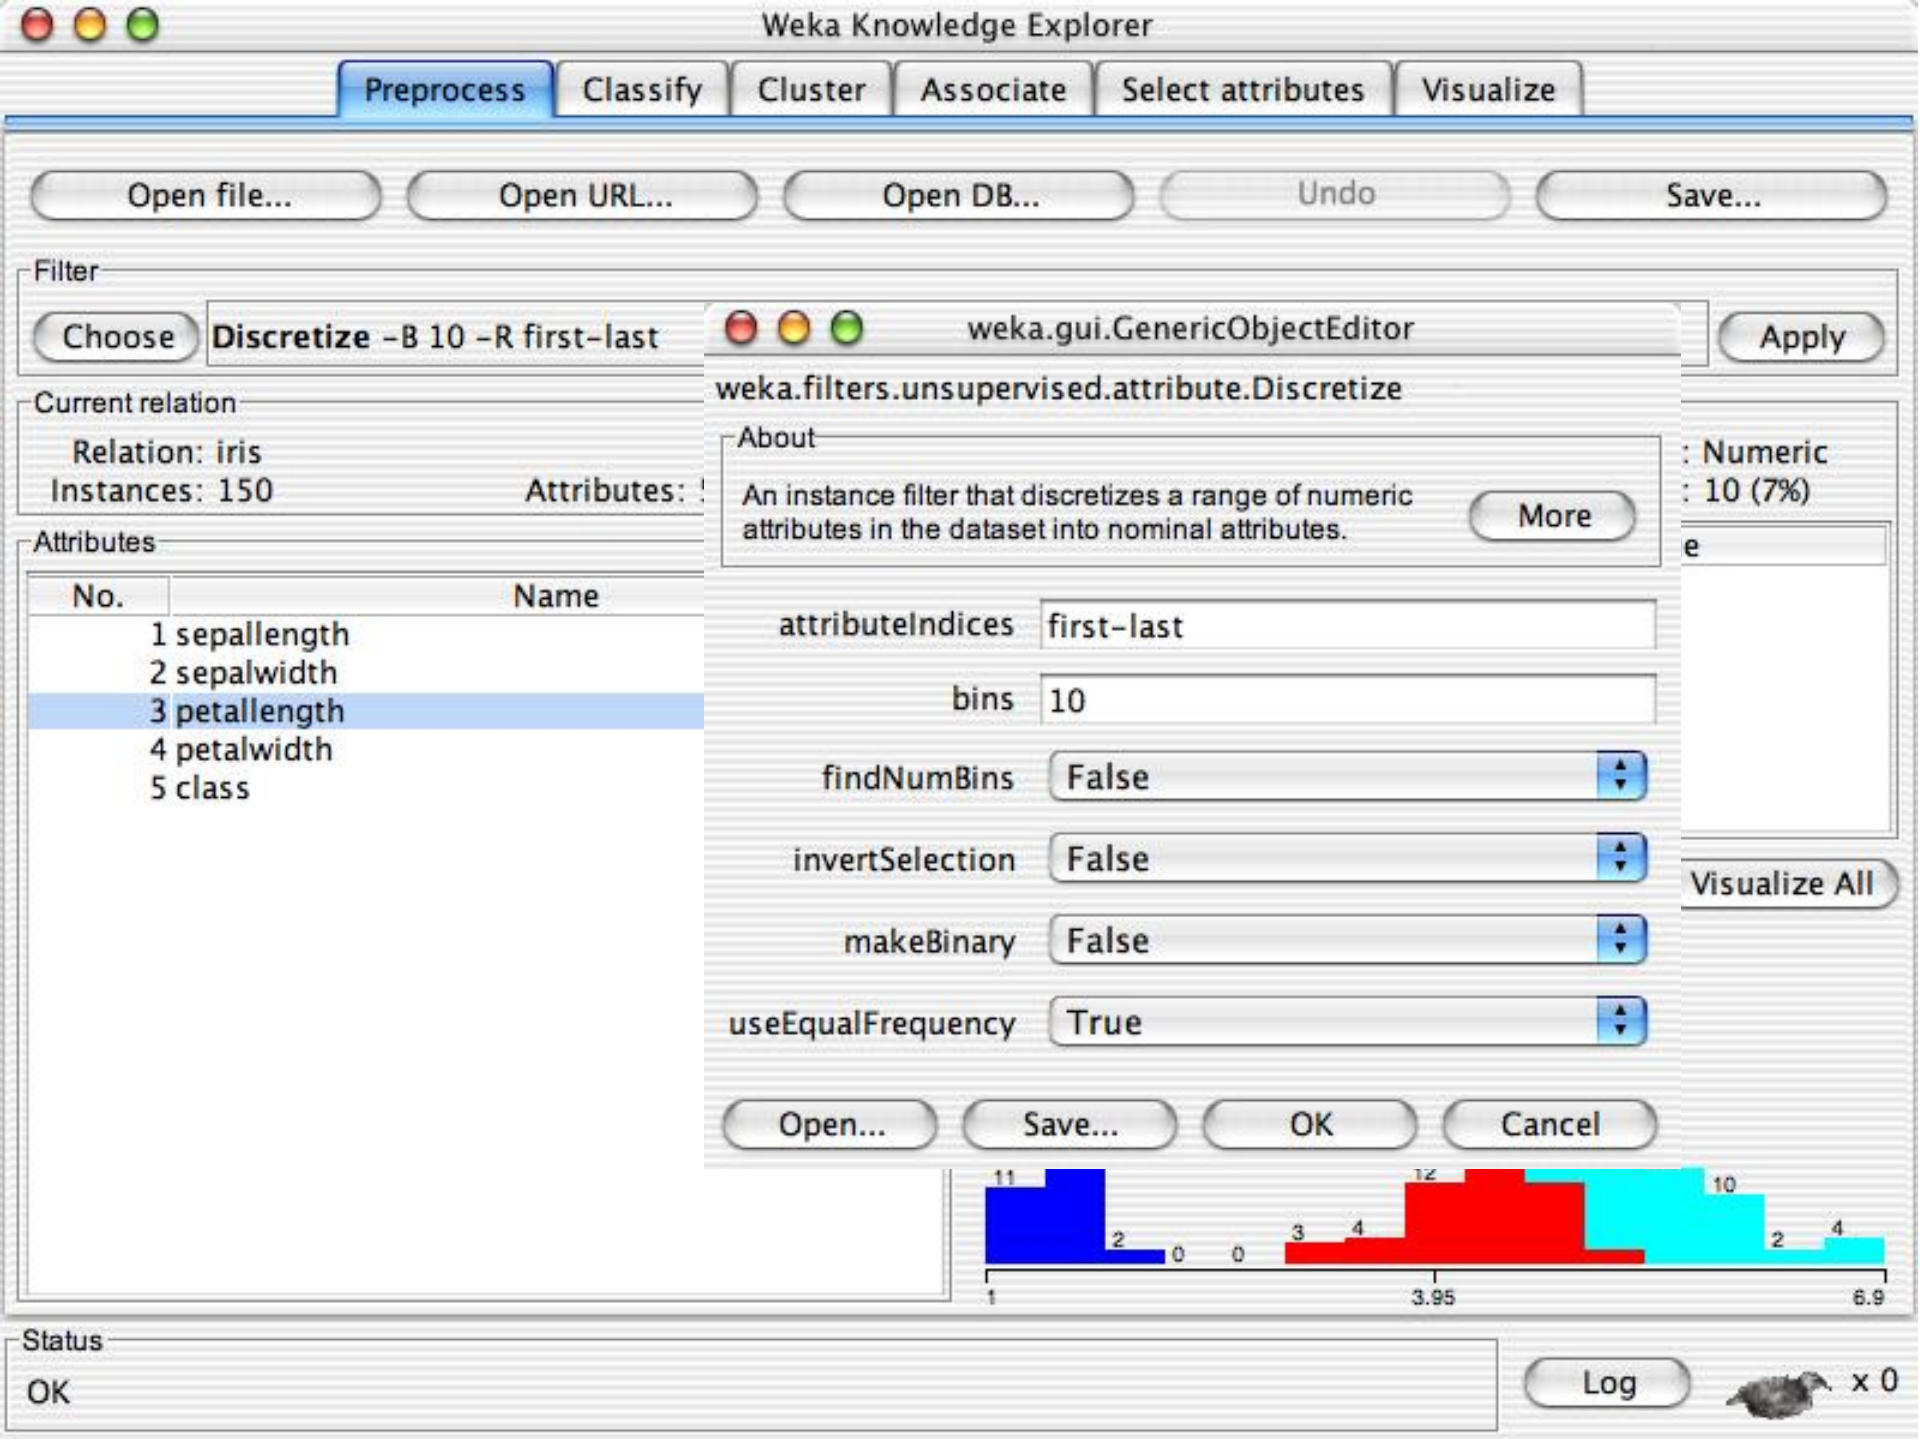 Weka Knowledge Explorer
Preprocess Classify Cluster Associate Select attributes Visualize
Open file... Open URL... Open DB... Undo Save...
Filter
Choose Discretize -B 10 -R first-last Apply
weka.gui.GenericObjectEditor
weka.filters.unsupervised.attribute.Discretize
About
An instance filter that discretizes a range of numeric
attributes in the dataset into nominal attributes.
More
attributeIndices first-last
bins 10
findNumBins False
invertSelection False
makeBinary False
useEqualFrequency True
Open... Save... OK Cancel
Current relation
Relation: iris
Instances: 150 Attributes:
: Numeric
: 10 (7%)
Attributes
No. Name
1 sepallength
2 sepalwidth
3 petallength
4 petalwidth
5 class
Visualize All
11 2 0 0 3 4 12 10 2 4
1 3.95 6.9
Status
OK
Log x 0